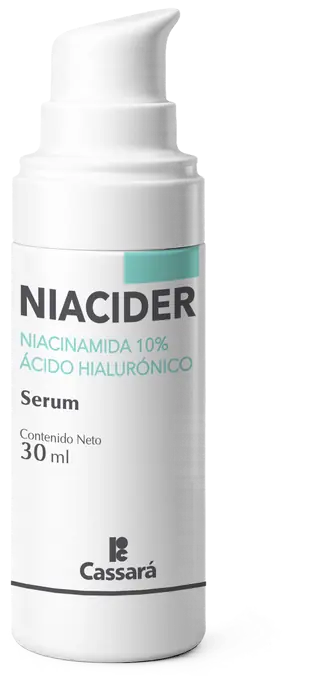 NIACIDER
NIACINAMIDA 10%
ÁCIDO HIALURÓNICO
Serum
Contenido Neto
30 ml
Cassará